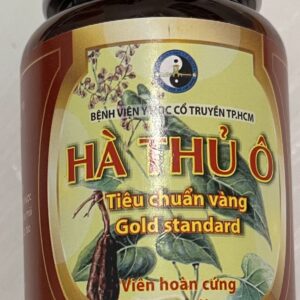 BỆNH VIỆN Y HỌC CỔ TRUYỀN TP.HCM
HÀ THỦ Ô
Tiêu chuẩn vàng
Gold standard
Viên hoàn cứng